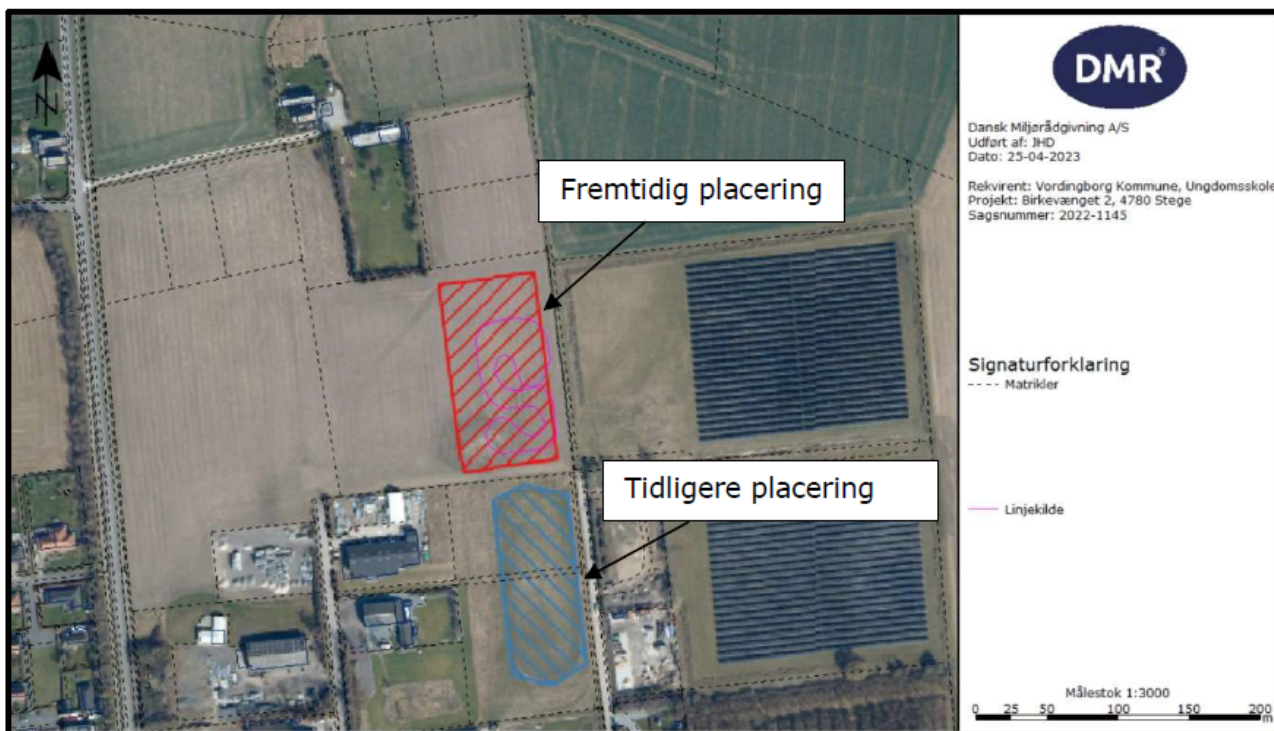 N
Fremtidig placering
Tidligere placering
DMR®
Dansk Miljørådgivning A/S
Udført af: JHD
Dato: 25-04-2023
Rekvirent: Vordingborg Kommune, Ungdomsskole
Projekt: Birkevænget 2, 4780 Stege
Sagsnummer: 2022-1145
Signaturforklaring
Matrikler
Linjekilde
Målestok 1:3000
0 25 50 100 150 200
m